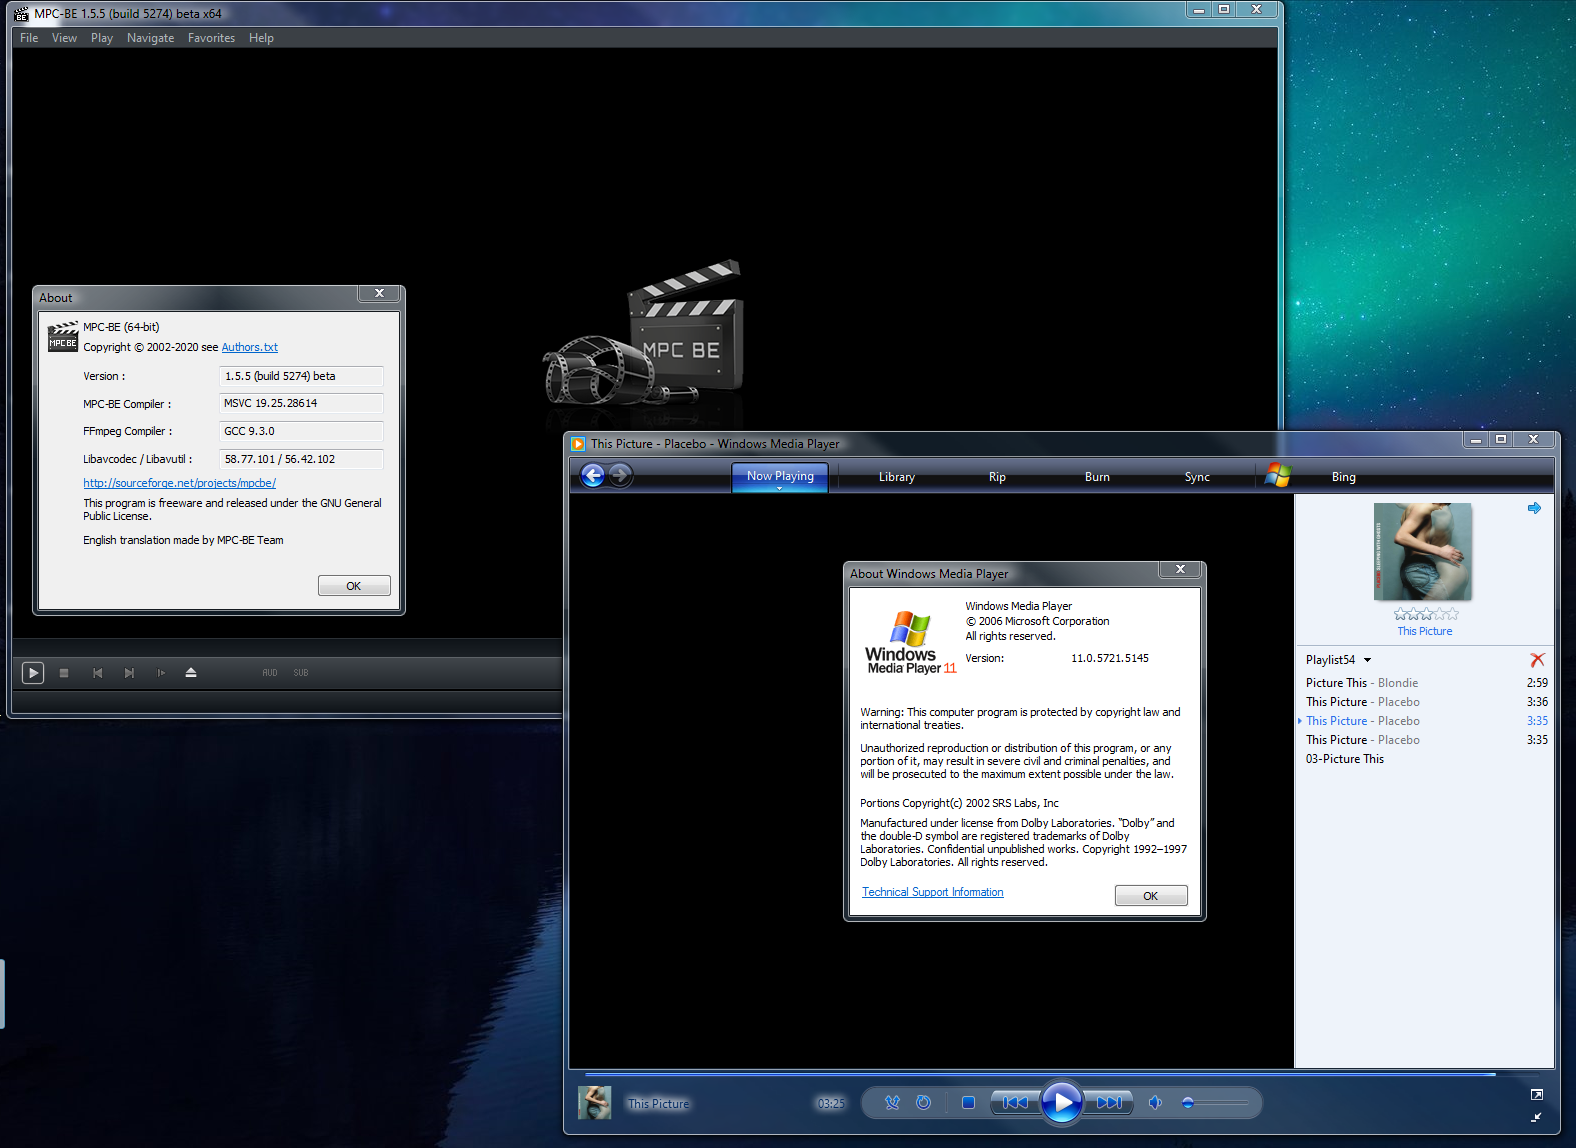 MPC-BE 1.5.5 (build 5274) beta x64
File View Play Navigate Favorites Help
MPC BE
About
MPC BE
MPC-BE (64-bit)
Copyright © 2002-2020 see Authors.txt
Version : 1.5.5 (build 5274) beta
MPC-BE Compiler : MSVC 19.25.28614
FFmpeg Compiler : GCC 9.3.0
Libavcodec / Libavutil : 58.77.101 / 56.42.102
http://sourceforge.net/projects/mpcbe/
This program is freeware and released under the GNU General
Public License.
English translation made by MPC-BE Team
OK
AUD SUB
This Picture - Placebo - Windows Media Player
Now Playing Library Rip Burn Sync Bing
About Windows Media Player
Windows
Media Player 11
Windows Media Player
© 2006 Microsoft Corporation
All rights reserved.
Version: 11.0.5721.5145
Warning: This computer program is protected by copyright law and
international treaties.
Unauthorized reproduction or distribution of this program, or any
portion of it, may result in severe civil and criminal penalties, and
will be prosecuted to the maximum extent possible under the law.
Portions Copyright(c) 2002 SRS Labs, Inc
Manufactured under license from Dolby Laboratories. “Dolby” and
the double-D symbol are registered trademarks of Dolby
Laboratories. Confidential unpublished works. Copyright 1992–1997
Dolby Laboratories. All rights reserved.
Technical Support Information
OK
This Picture
Playlist54
Picture This - Blondie 2:59
This Picture - Placebo 3:36
This Picture - Placebo 3:35
This Picture - Placebo 3:35
03-Picture This
This Picture
03:25